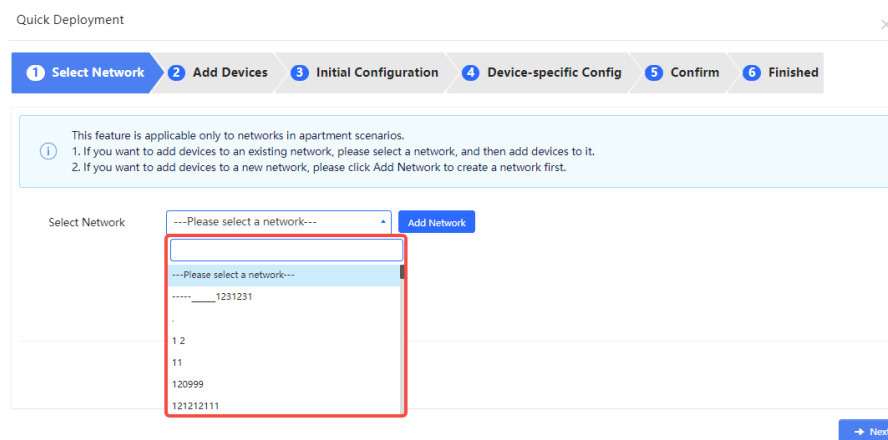 Quick Deployment
1 Select Network 2 Add Devices 3 Initial Configuration 4 Device-specific Config 5 Confirm 6 Finished
This feature is applicable only to networks in apartment scenarios.
1. If you want to add devices to an existing network, please select a network, and then add devices to it.
2. If you want to add devices to a new network, please click Add Network to create a network first.
Select Network ---Please select a network--- Add Network
---Please select a network---
-----_____1231231
.
1 2
11
120999
121212111
Next